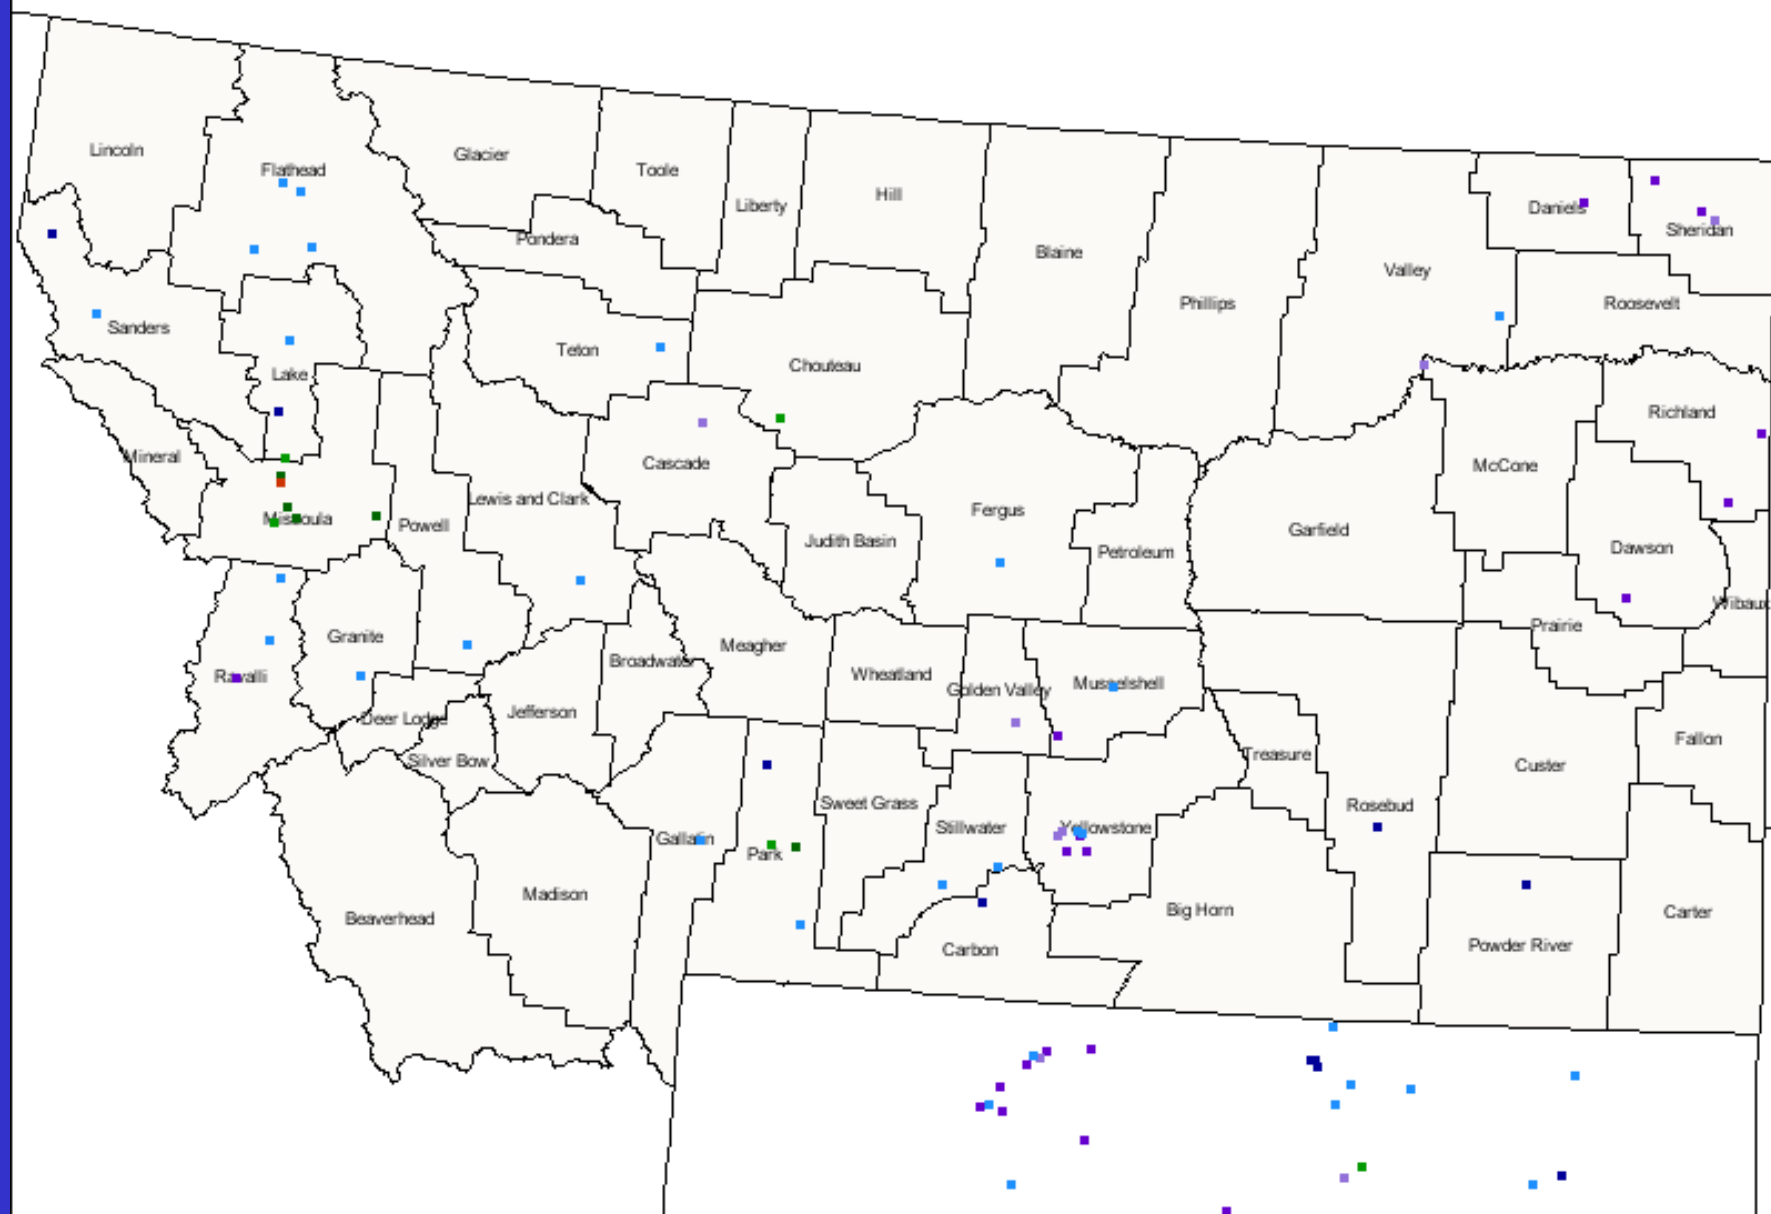 Lincoln
Flathead
Glacier
Toole
Liberty
Hill
Blaine
Phillips
Valley
Daniels
Sheridan
Pondera
Roosevelt
Sanders
Lake
Teton
Chouteau
Richland
Mineral
Missoula
Powell
Lewis and Clark
Cascade
Judith Basin
Fergus
Petroleum
Garfield
McCone
Dawson
Wibaux
Prairie
Ravalli
Granite
Deer Lodge
Silver Bow
Jefferson
Broadwater
Meagher
Wheatland
Golden Valley
Musselshell
Treasure
Rosebud
Custer
Fallon
Beaverhead
Madison
Gallatin
Park
Sweet Grass
Stillwater
Yellowstone
Carbon
Big Horn
Powder River
Carter